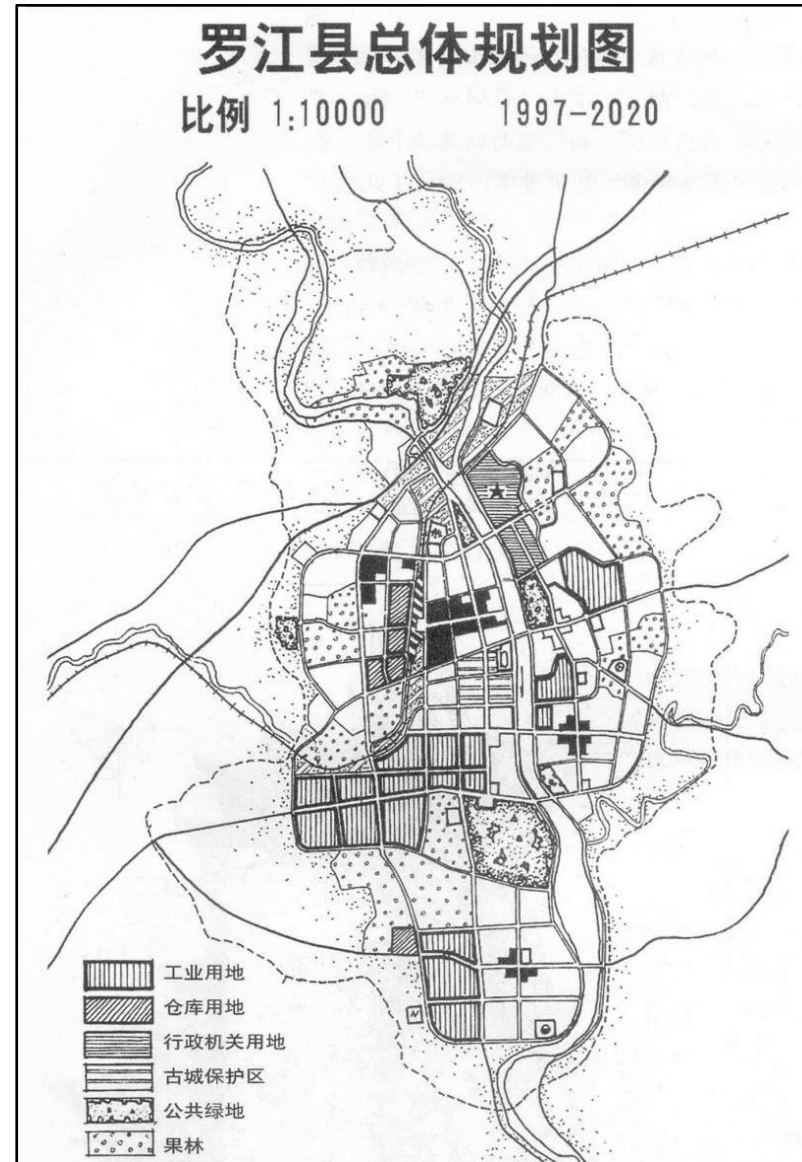 罗江县总体规划图
比例 1:10000 1997-2020
工业用地
仓库用地
行政机关用地
古城保护区
公共绿地
果林